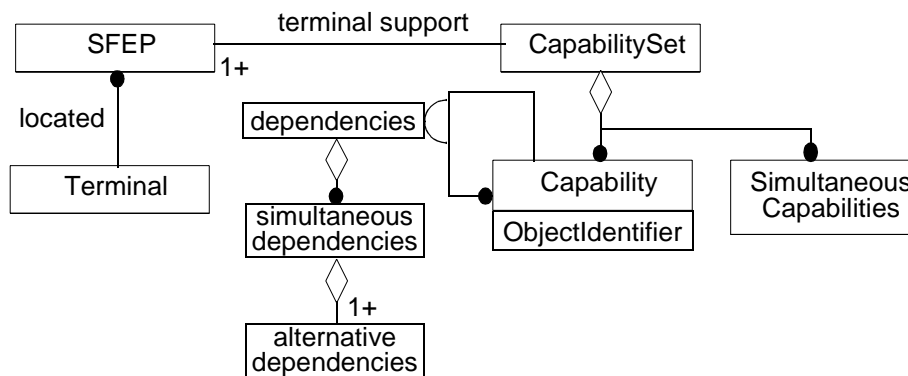 terminal support
SFEP
CapabilitySet
1+
located
dependencies
Terminal
Capability
Simultaneous
Capabilities
simultaneous
dependencies
ObjectIdentifier
1+
alternative
dependencies